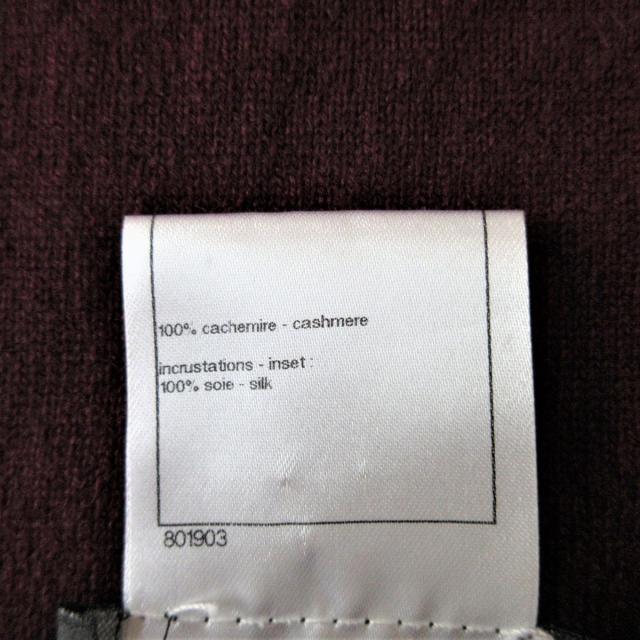 100% cachemire - cashmere
incrustations - inset :
100% soie - silk
801903